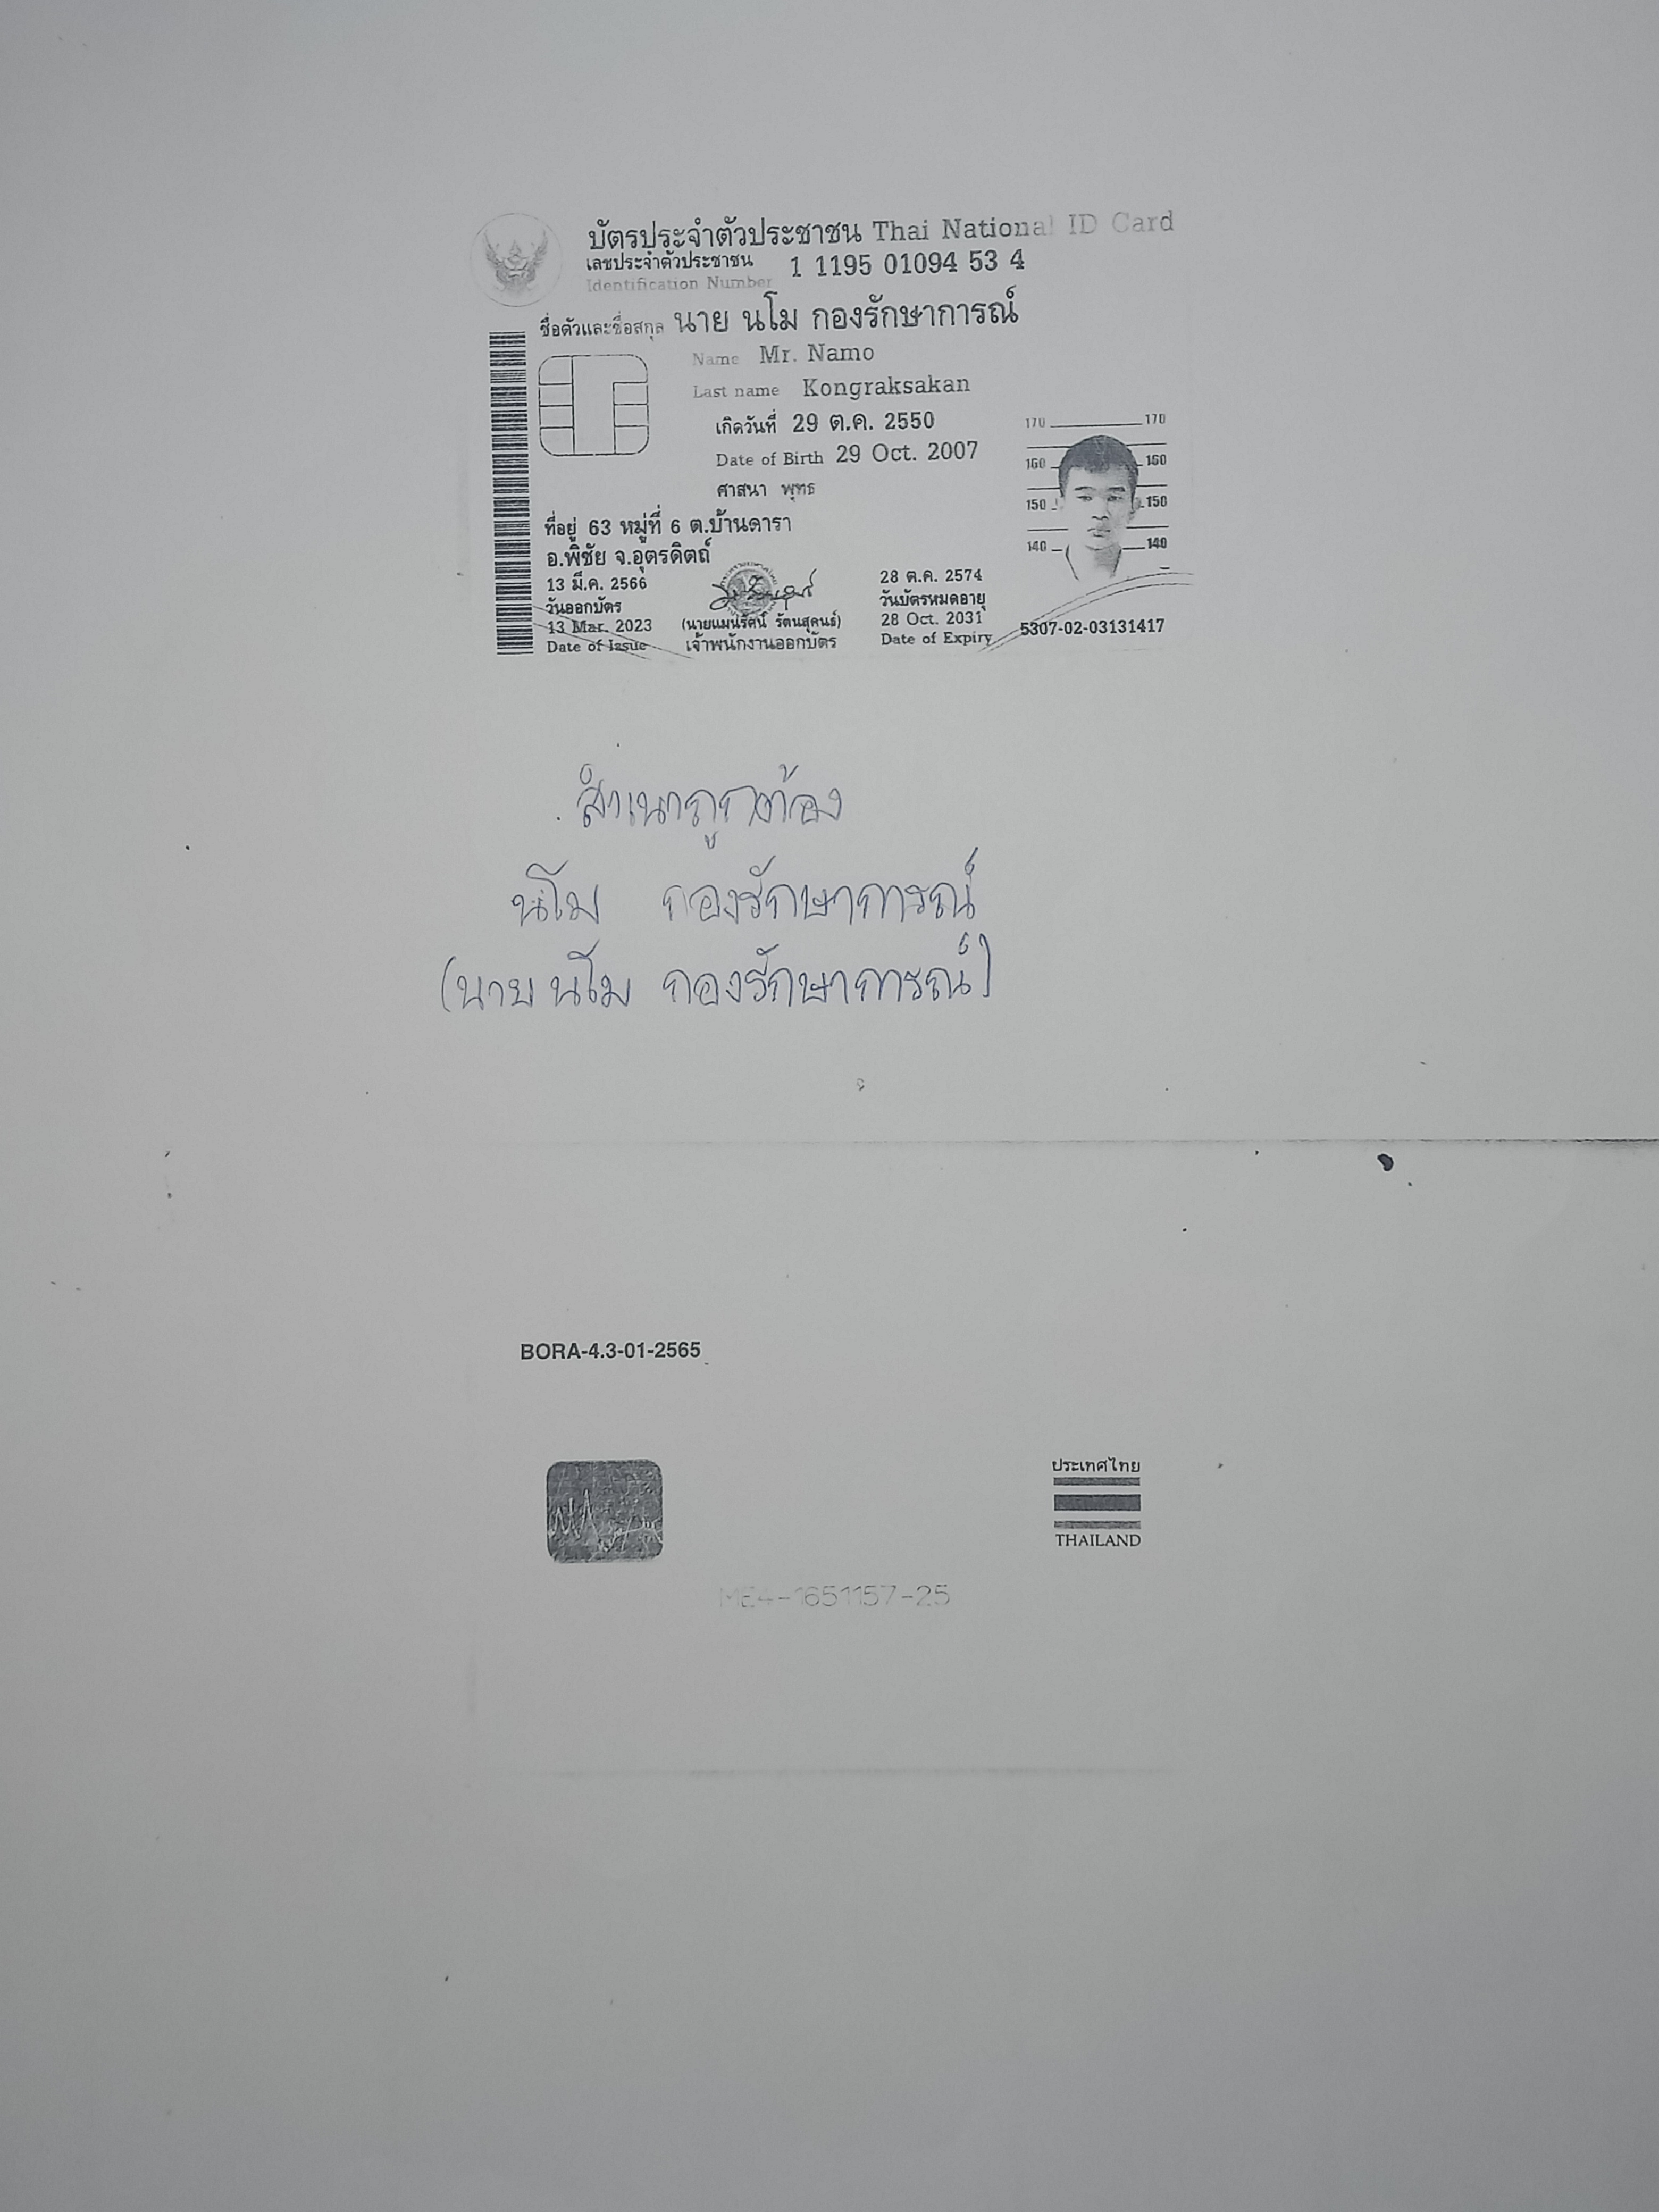 บัตรประจำตัวประชาชน Thai National ID Card
เลขประจำตัวประชาชน 1 1195 01094 53 4
Identification Number
ชื่อตัวและชื่อสกุล นาย นโม กองรักษาการณ์
Name Mr. Namo
Last name Kongraksakan
เกิดวันที่ 29 ต.ค. 2550
Date of Birth 29 Oct. 2007
ศาสนา พุทธ
ที่อยู่ 63 หมู่ที่ 6 ต.บ้านดารา
อ.พิชัย จ.อุตรดิตถ์
13 มี.ค. 2566
วันออกบัตร
13 Mar. 2023
Date of Issue
(นายแมนรัตน์ รัตนสุคนธ์)
เจ้าพนักงานออกบัตร
28 ต.ค. 2574
วันบัตรหมดอายุ
28 Oct. 2031
Date of Expiry
170 170
160 160
150 150
140 140
5307-02-03131417
สำเนาถูกต้อง
นโม กองรักษาการณ์
(นาย นโม กองรักษาการณ์)
BORA-4.3-01-2565
ประเทศไทย
THAILAND
ME4-1651157-25